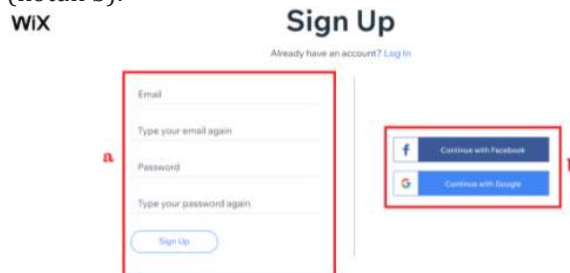 WiX
Sign Up
Already have an account? Log In
Email
Type your email again
a
Password
Type your password again
Sign Up
Continue with Facebook
Continue with Google